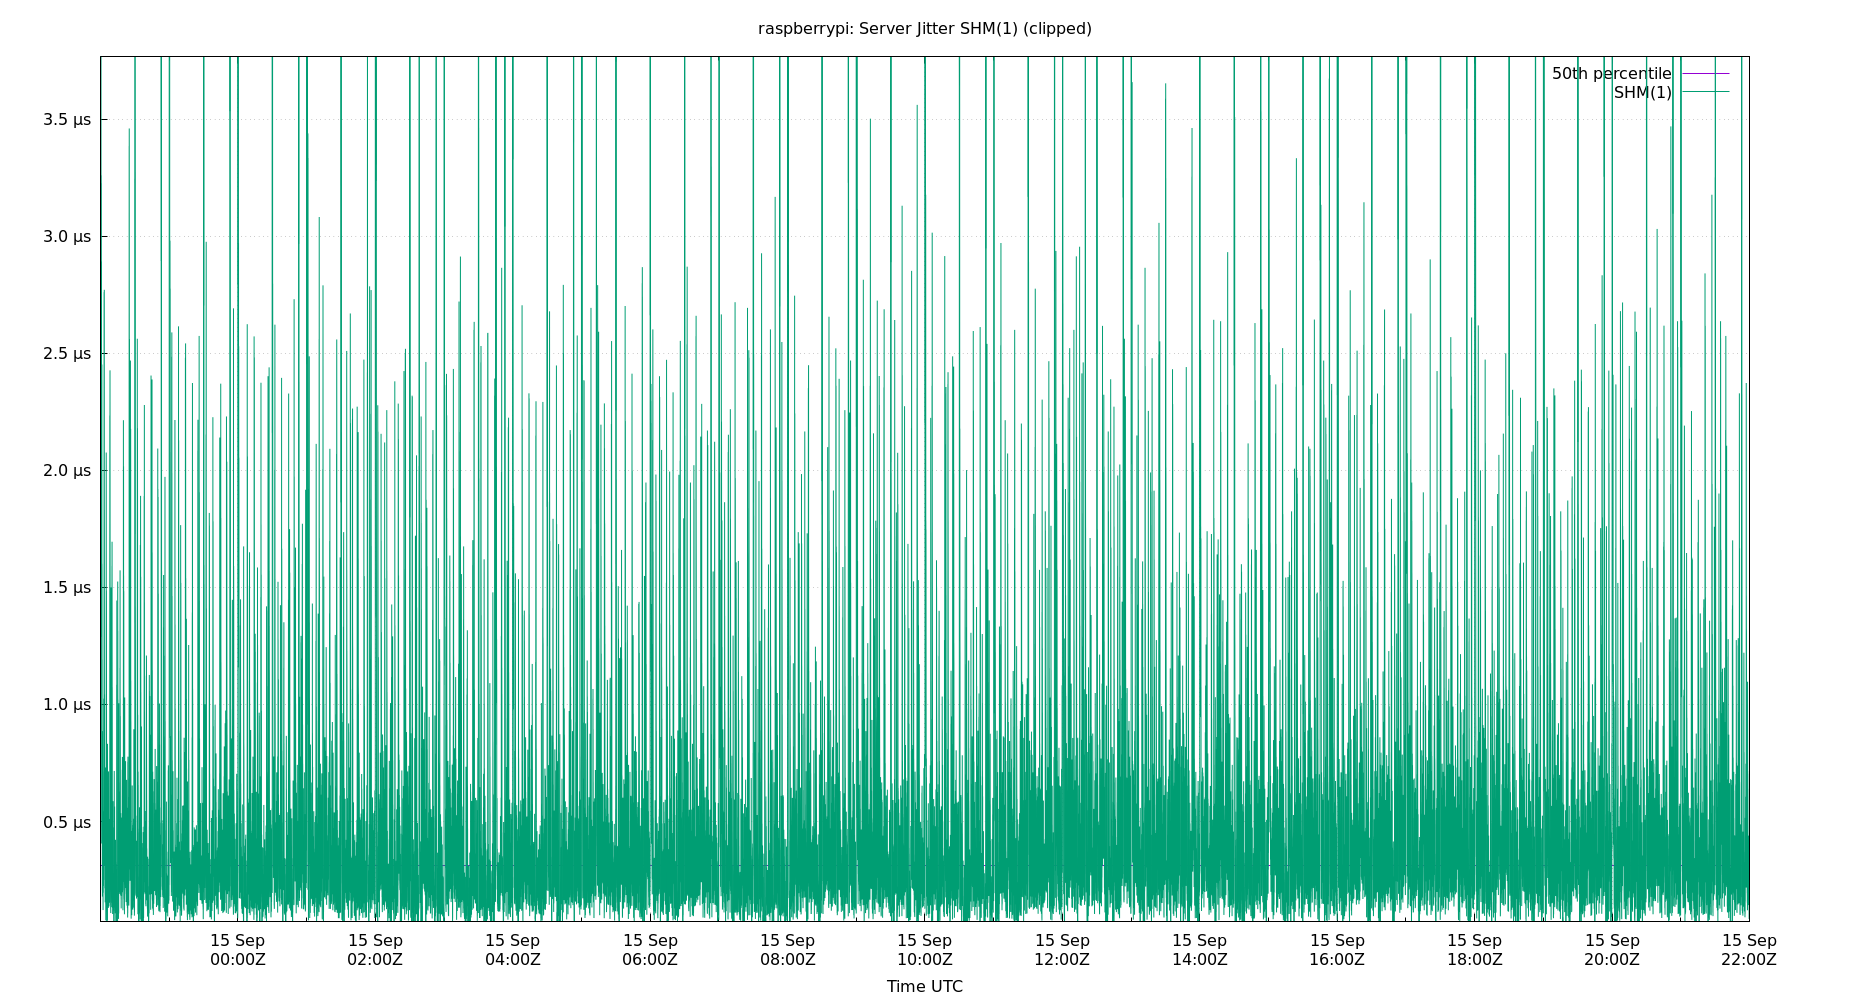 raspberrypi: Server Jitter SHM(1) (clipped)
50th percentile
SHM(1)
3.5 µs
3.0 µs
2.5 µs
2.0 µs
1.5 µs
1.0 µs
0.5 µs
15 Sep 15 Sep 15 Sep 15 Sep 15 Sep 15 Sep 15 Sep 15 Sep 15 Sep 15 Sep 15 Sep 15 Sep
00:00Z 02:00Z 04:00Z 06:00Z 08:00Z 10:00Z 12:00Z 14:00Z 16:00Z 18:00Z 20:00Z 22:00Z
Time UTC